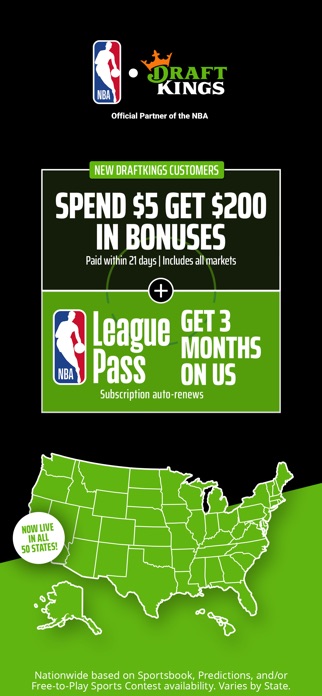 NBA
DRAFT
KINGS
Official Partner of the NBA
NEW DRAFTKINGS CUSTOMERS
SPEND $5 GET $200
IN BONUSES
Paid within 21 days | Includes all markets
+
NBA
League
Pass
GET 3
MONTHS
ON US
Subscription auto-renews
NOW LIVE
IN ALL
50 STATES!
Nationwide based on Sportsbook, Predictions, and/or
Free-to-Play Sports Contest availability. Varies by State.